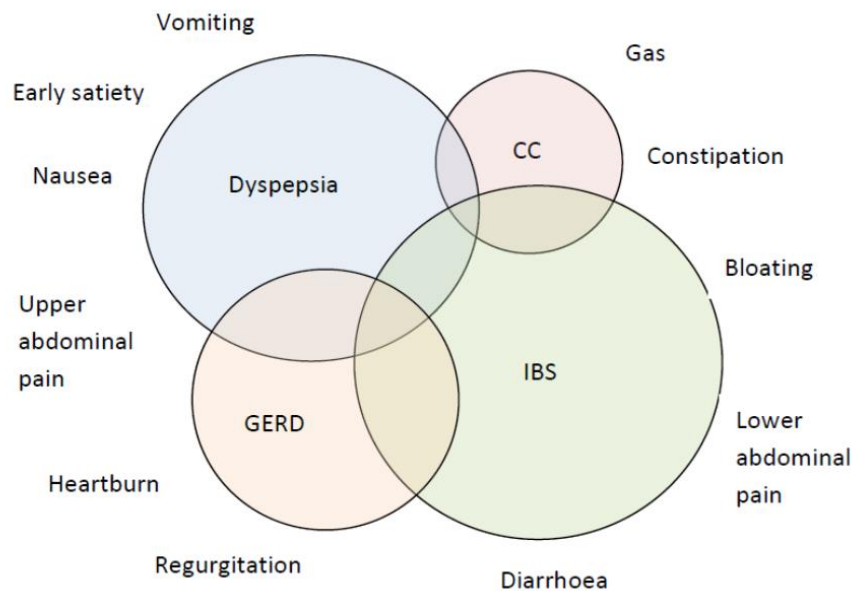 Vomiting
Gas
Early satiety
CC
Constipation
Nausea
Dyspepsia
Bloating
Upper
abdominal
pain
IBS
GERD
Lower
abdominal
pain
Heartburn
Regurgitation
Diarrhoea